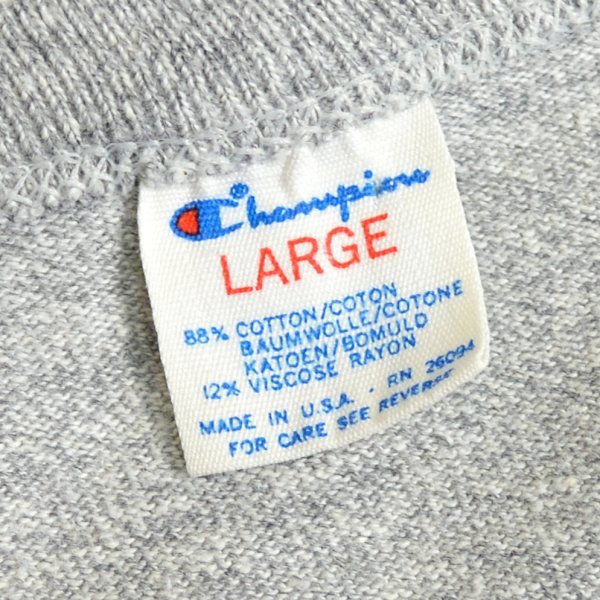 Champion
LARGE
88% COTTON/COTON
BAUMWOLLE/COTONE
KATOEN/BOMULD
12% VISCOSE RAYON
MADE IN U.S.A. · RN 26094
FOR CARE SEE REVERSE